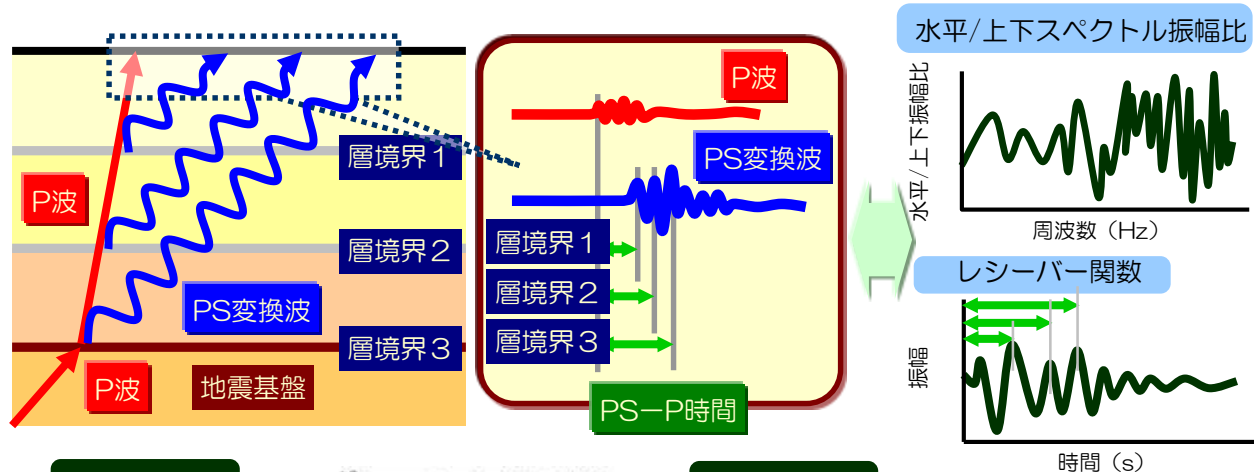 P波
層境界1
層境界2
PS変換波
層境界3
P波
地震基盤
P波
PS変換波
層境界1
層境界2
層境界3
PS－P時間
水平/上下スペクトル振幅比
水平/上下振幅比
周波数（Hz）
レシーバー関数
振幅
時間（s）